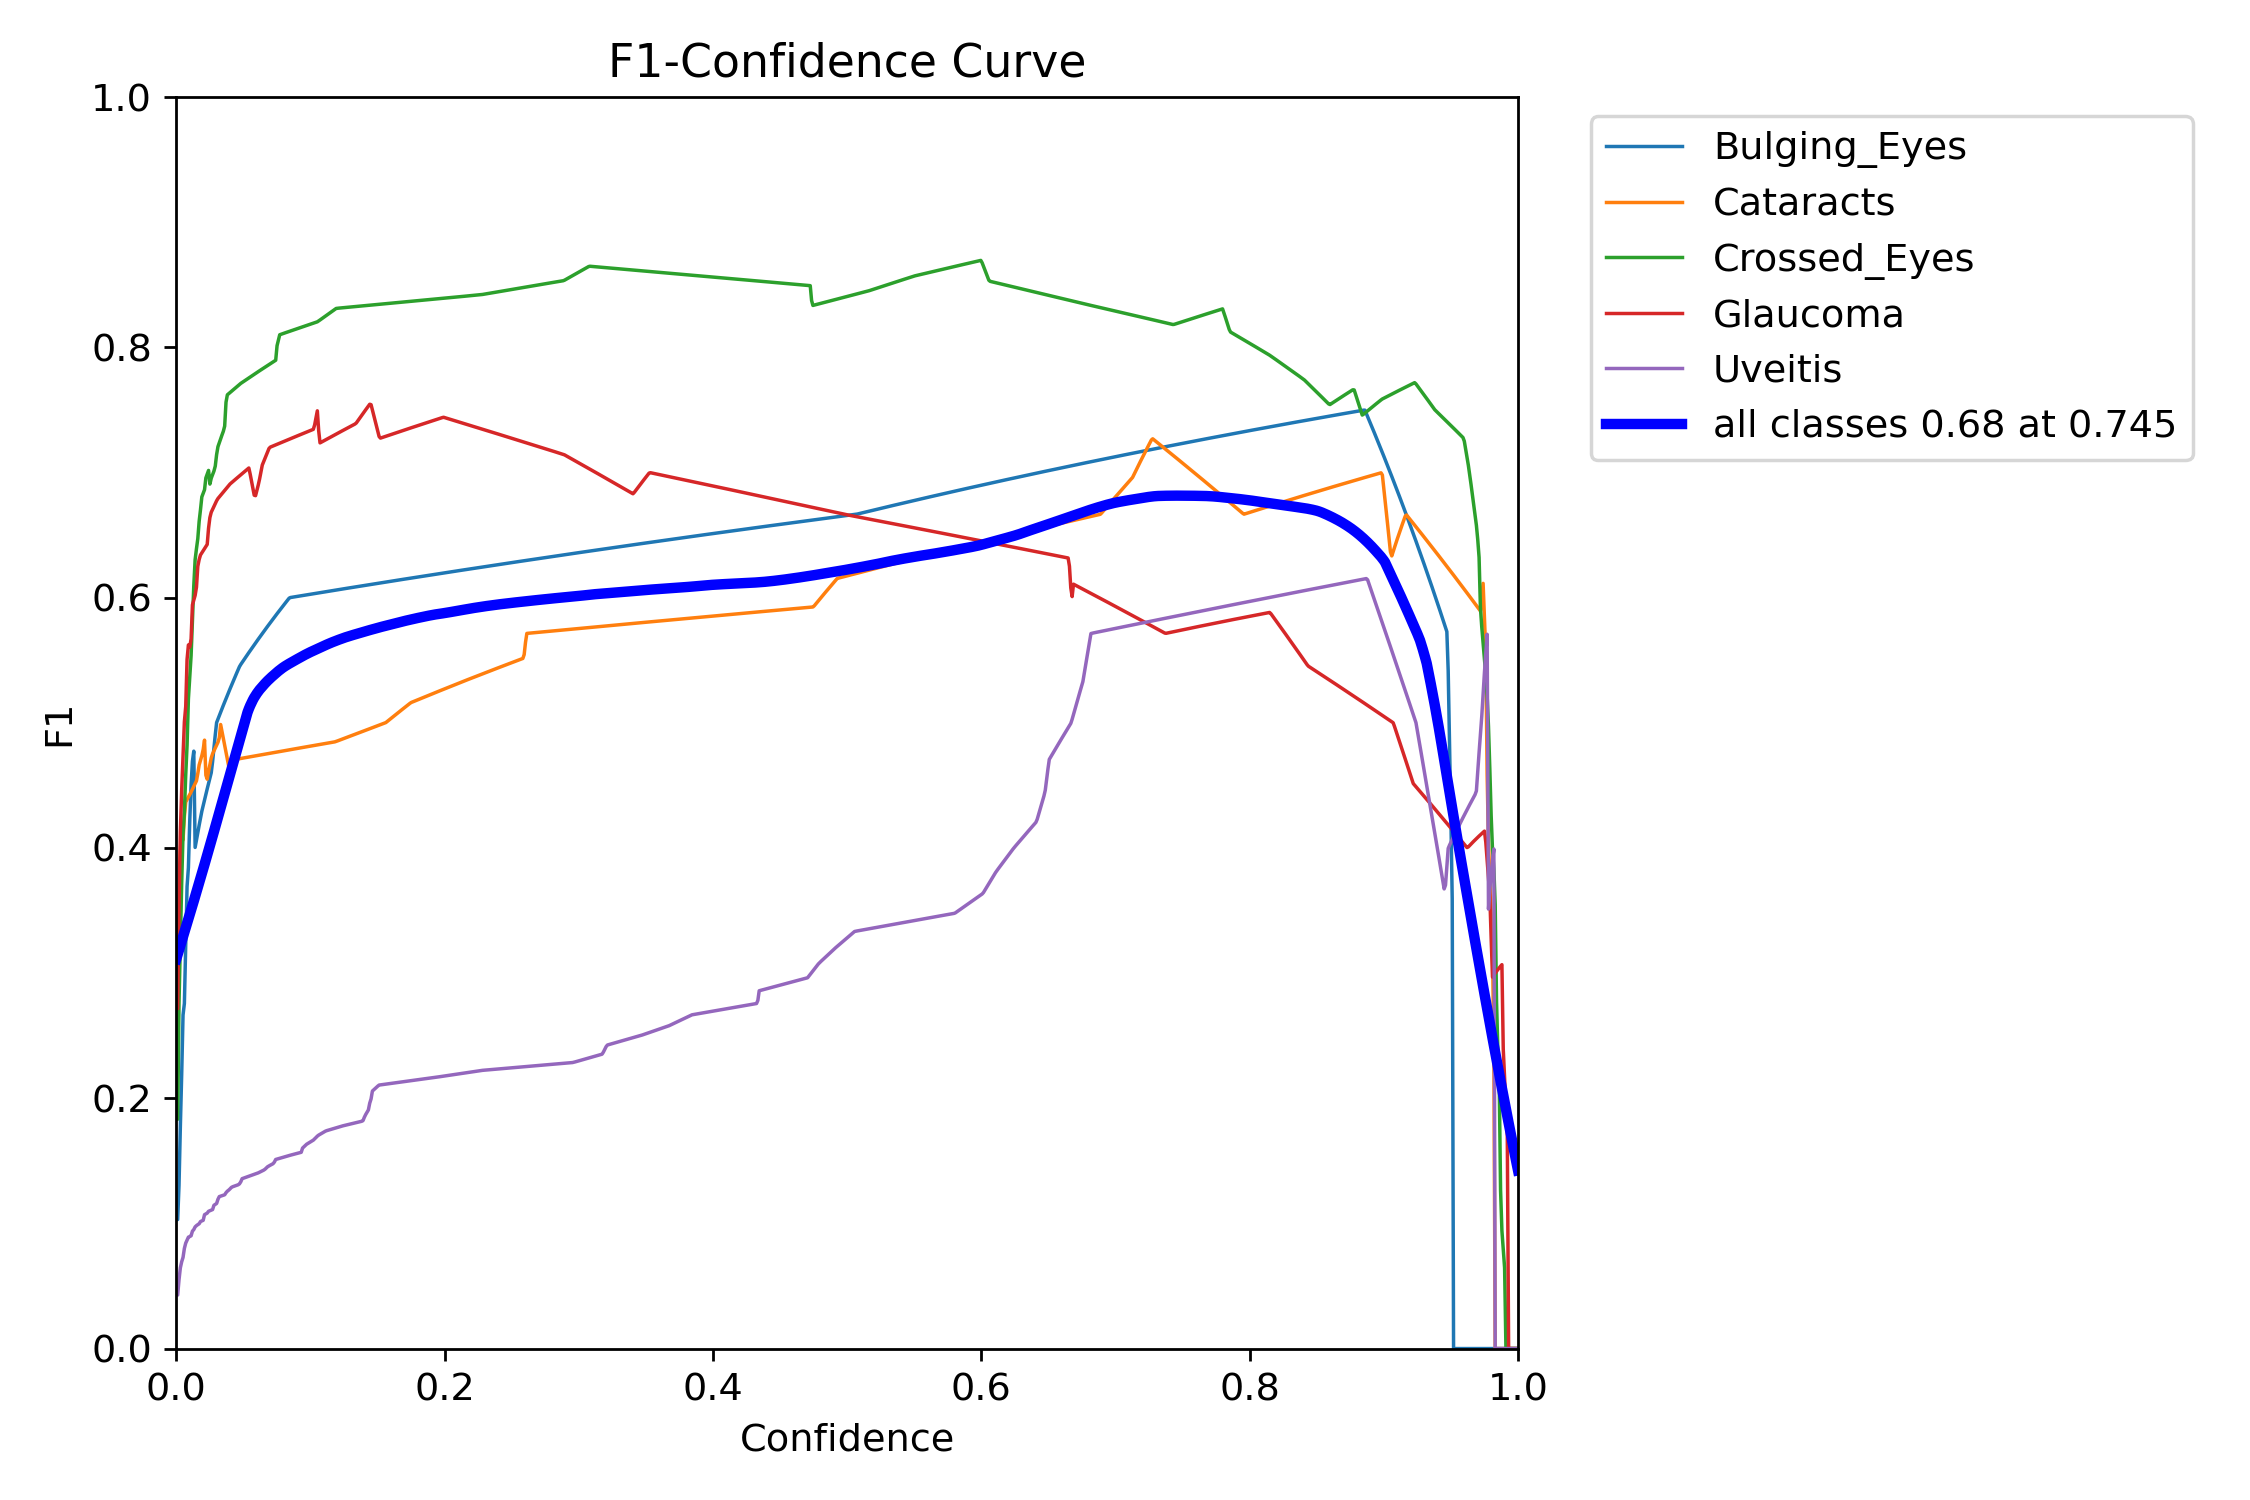 F1-Confidence Curve
1.0
0.8
0.6
0.4
0.2
0.0
F1
0.0 0.2 0.4 0.6 0.8 1.0
Confidence
Bulging_Eyes
Cataracts
Crossed_Eyes
Glaucoma
Uveitis
all classes 0.68 at 0.745